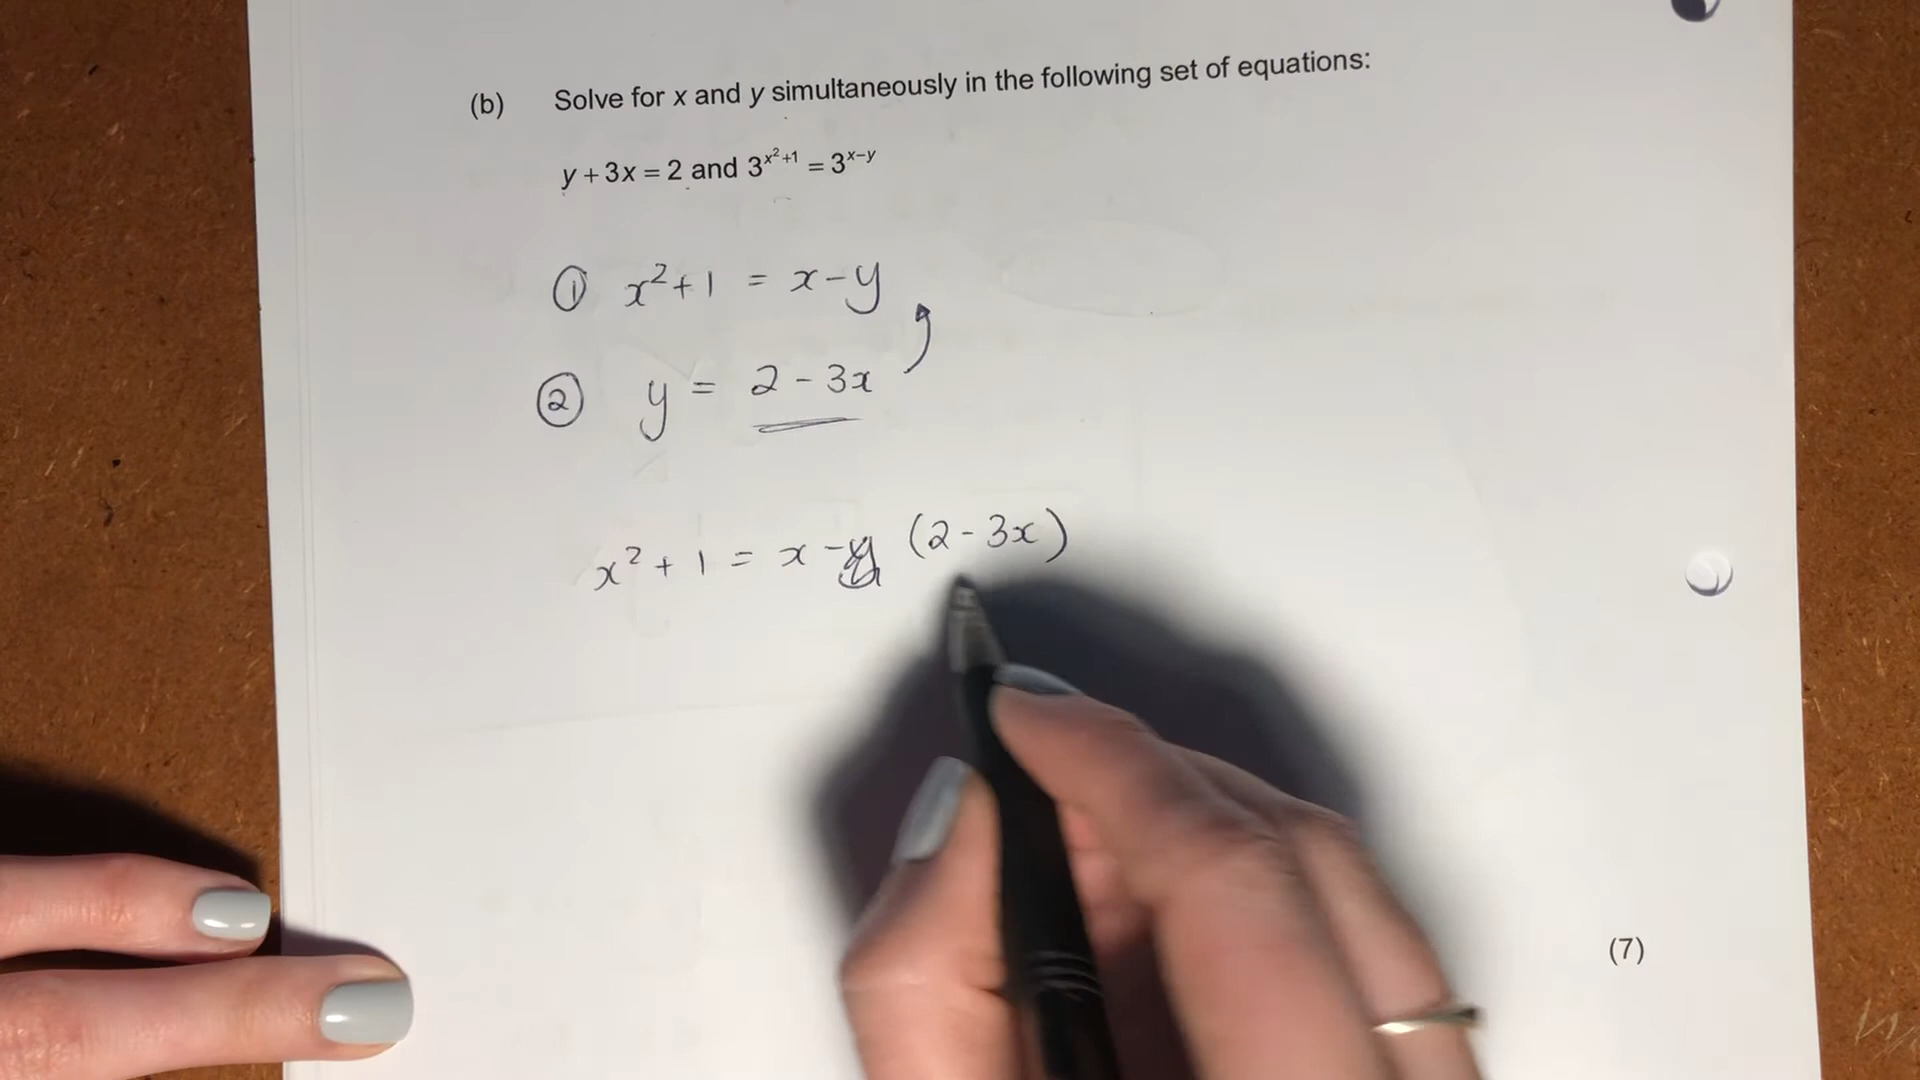 (b) Solve for x and y simultaneously in the following set of equations:
y + 3x = 2 and 3^(x²+1) = 3^(x−y)
① x² + 1 = x − y
② y = 2 − 3x
x² + 1 = x − (2 − 3x)
(7)